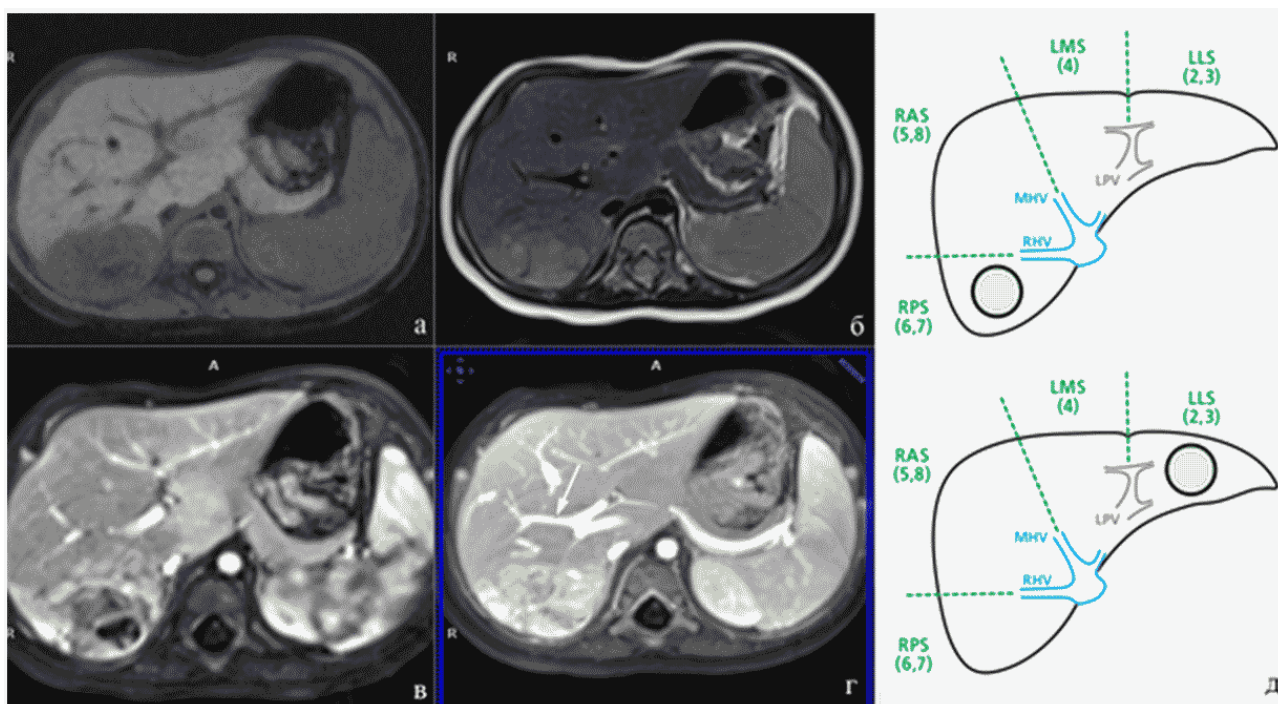 R
а
R
б
A
R
в
A
R
г
LMS
(4)
LLS
(2,3)
RAS
(5,8)
LPV
MHV
RHV
RPS
(6,7)
LMS
(4)
LLS
(2,3)
RAS
(5,8)
LPV
MHV
RHV
RPS
(6,7)
д